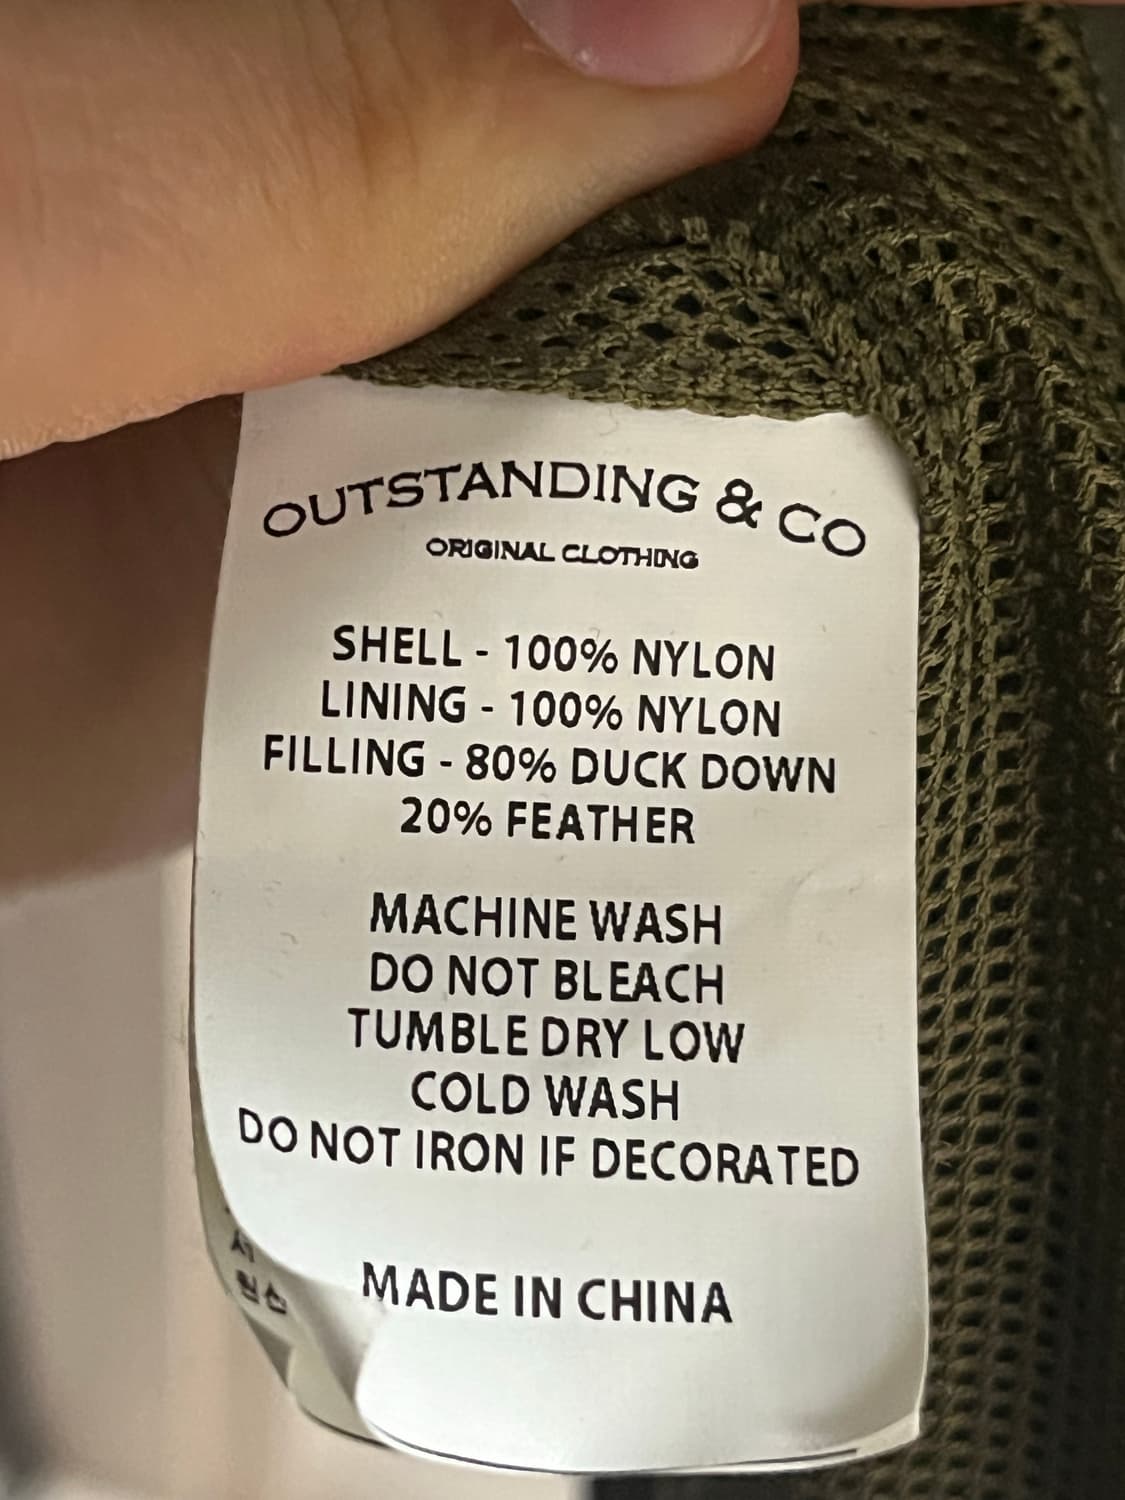 OUTSTANDING & CO
ORIGINAL CLOTHING
SHELL - 100% NYLON
LINING - 100% NYLON
FILLING - 80% DUCK DOWN
20% FEATHER
MACHINE WASH
DO NOT BLEACH
TUMBLE DRY LOW
COLD WASH
DO NOT IRON IF DECORATED
MADE IN CHINA